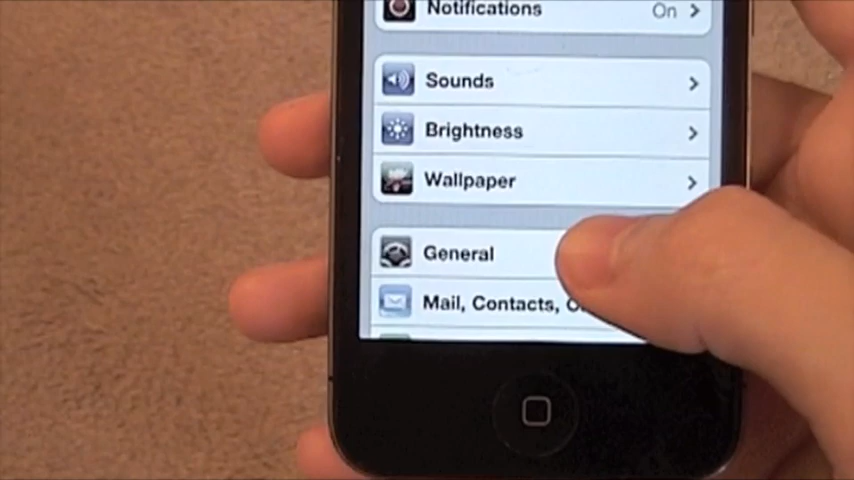 Notifications On
Sounds
Brightness
Wallpaper
General
Mail, Contacts,